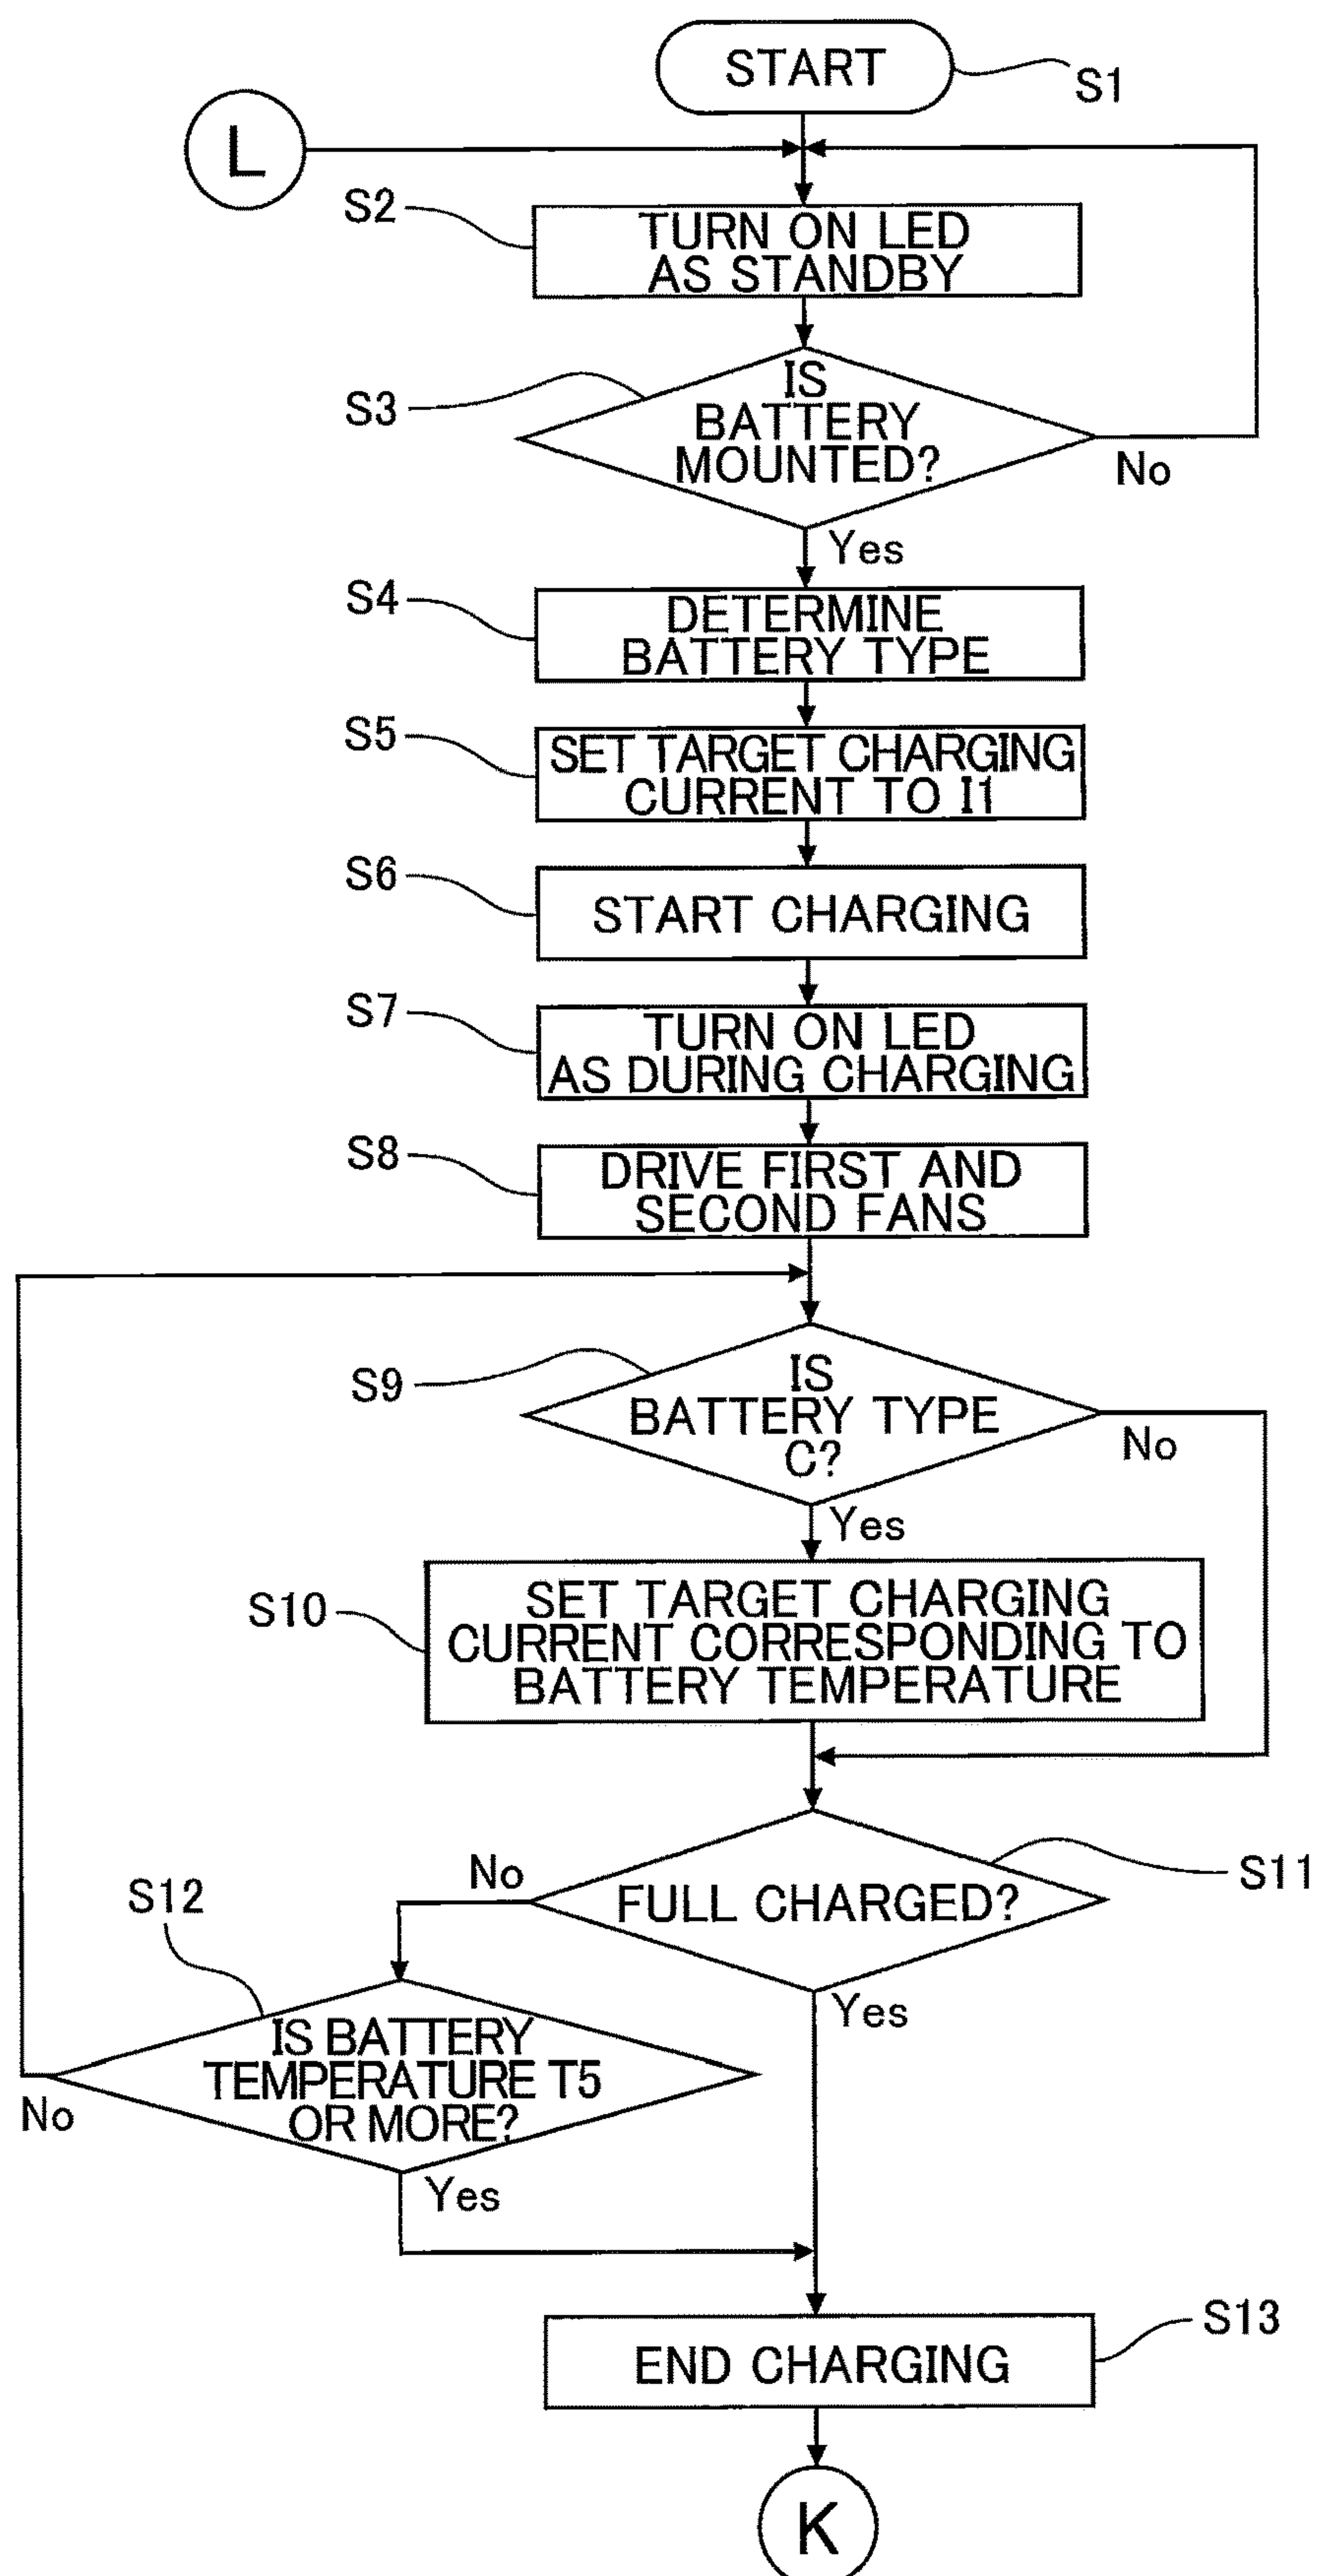 START
S1
L
S2
TURN ON LED
AS STANDBY
S3
IS
BATTERY
MOUNTED?
No
Yes
S4
DETERMINE
BATTERY TYPE
S5
SET TARGET CHARGING
CURRENT TO I1
S6
START CHARGING
S7
TURN ON LED
AS DURING CHARGING
S8
DRIVE FIRST AND
SECOND FANS
S9
IS
BATTERY TYPE
C?
No
Yes
S10
SET TARGET CHARGING
CURRENT CORRESPONDING TO
BATTERY TEMPERATURE
S11
FULL CHARGED?
No
Yes
S12
IS BATTERY
TEMPERATURE T5
OR MORE?
No
Yes
S13
END CHARGING
K